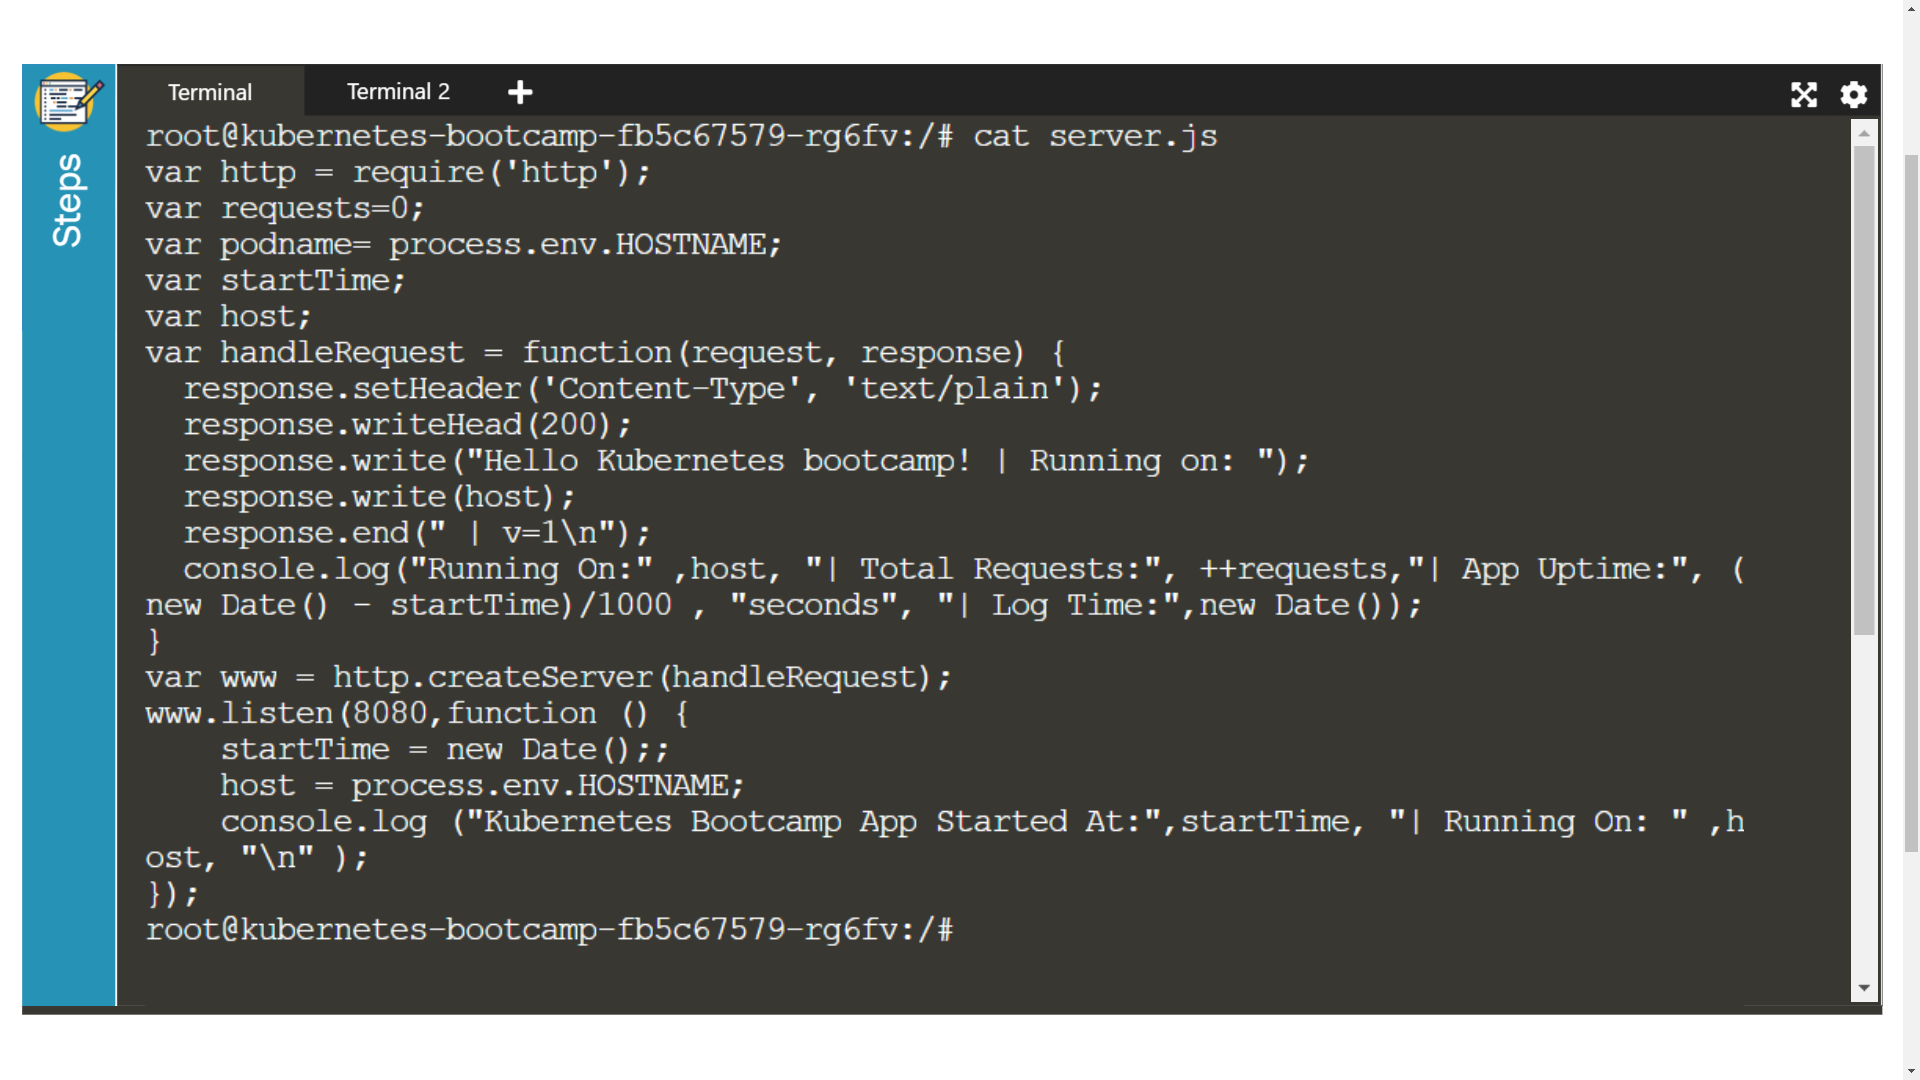 Terminal
Terminal 2
Steps
root@kubernetes-bootcamp-fb5c67579-rg6fv:/# cat server.js
var http = require('http');
var requests=0;
var podname= process.env.HOSTNAME;
var startTime;
var host;
var handleRequest = function(request, response) {
  response.setHeader('Content-Type', 'text/plain');
  response.writeHead(200);
  response.write("Hello Kubernetes bootcamp! | Running on: ");
  response.write(host);
  response.end(" | v=1\n");
  console.log("Running On:" ,host, "| Total Requests:", ++requests,"| App Uptime:", (
new Date() - startTime)/1000 , "seconds", "| Log Time:",new Date());
}
var www = http.createServer(handleRequest);
www.listen(8080,function () {
    startTime = new Date();;
    host = process.env.HOSTNAME;
    console.log ("Kubernetes Bootcamp App Started At:",startTime, "| Running On: " ,h
ost, "\n" );
});
root@kubernetes-bootcamp-fb5c67579-rg6fv:/#